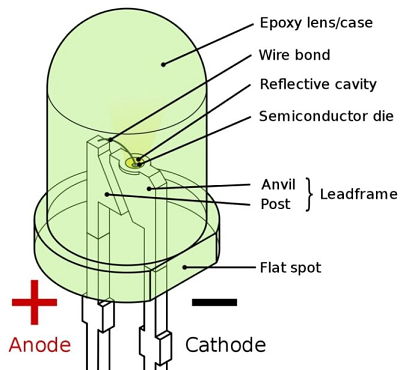 Epoxy lens/case
Wire bond
Reflective cavity
Semiconductor die
Anvil
Post
Leadframe
Flat spot
+ −
Anode Cathode